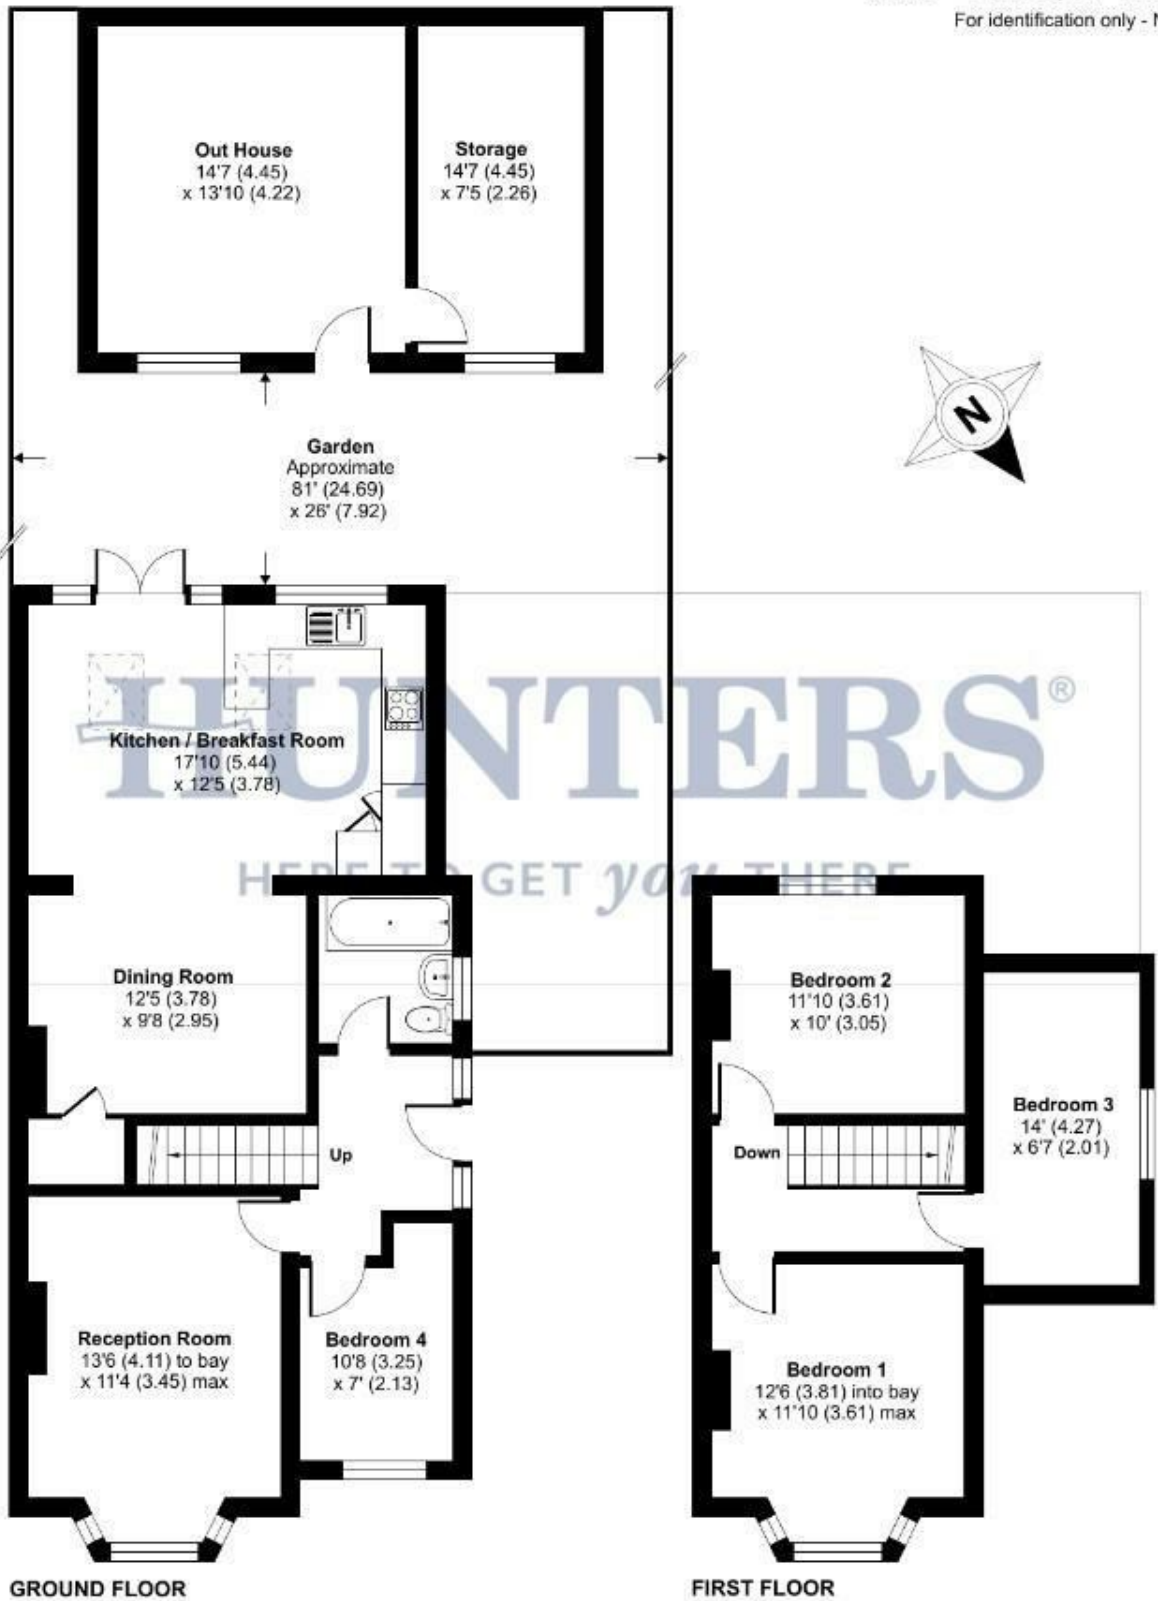 For identification only - N
Out House
14'7 (4.45)
x 13'10 (4.22)
Storage
14'7 (4.45)
x 7'5 (2.26)
Garden
Approximate
81' (24.69)
x 26' (7.92)
N
HUNTERS®
HERE TO GET you THERE
Kitchen / Breakfast Room
17'10 (5.44)
x 12'5 (3.78)
Dining Room
12'5 (3.78)
x 9'8 (2.95)
Up
Reception Room
13'6 (4.11) to bay
x 11'4 (3.45) max
Bedroom 4
10'8 (3.25)
x 7' (2.13)
GROUND FLOOR
Bedroom 2
11'10 (3.61)
x 10' (3.05)
Bedroom 3
14' (4.27)
x 6'7 (2.01)
Down
Bedroom 1
12'6 (3.81) into bay
x 11'10 (3.61) max
FIRST FLOOR